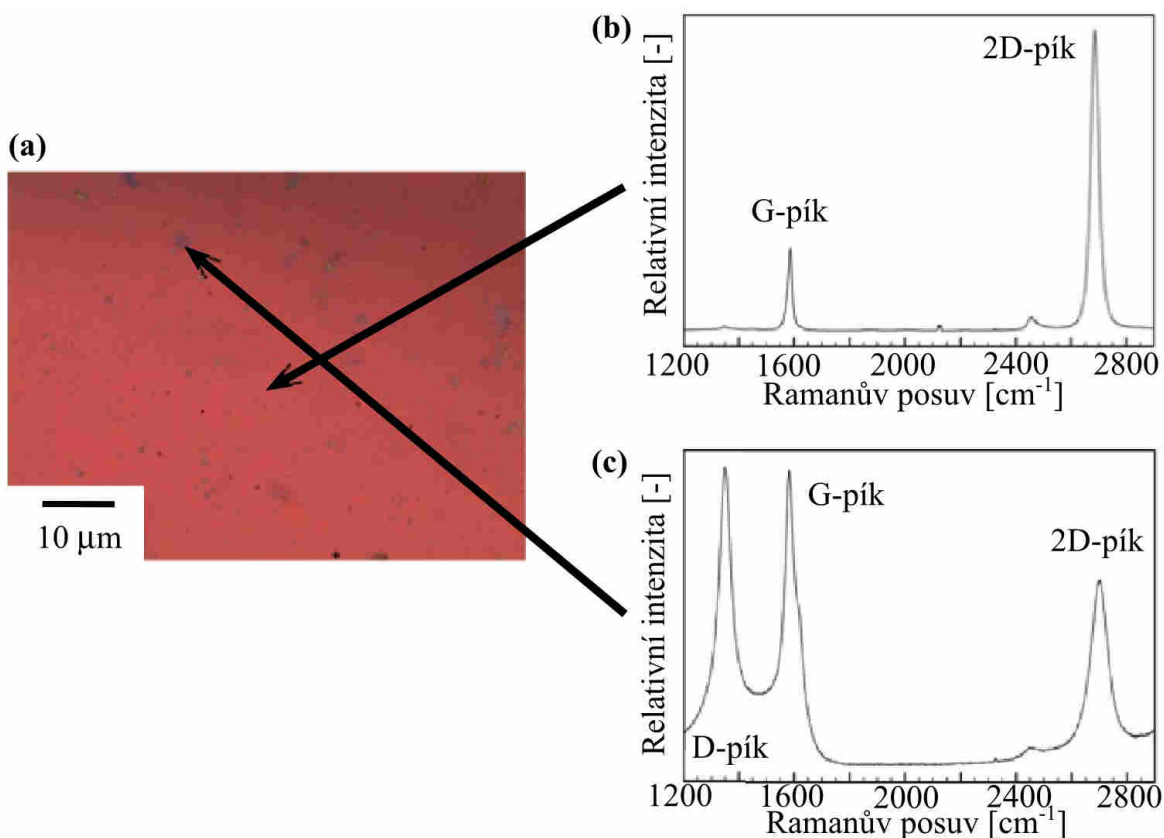 (a)
10 μm
(b)
Relativní intenzita [-]
G-pík
2D-pík
1200 1600 2000 2400 2800
Ramanův posuv [cm-1]
(c)
Relativní intenzita [-]
G-pík
2D-pík
D-pík
1200 1600 2000 2400 2800
Ramanův posuv [cm-1]